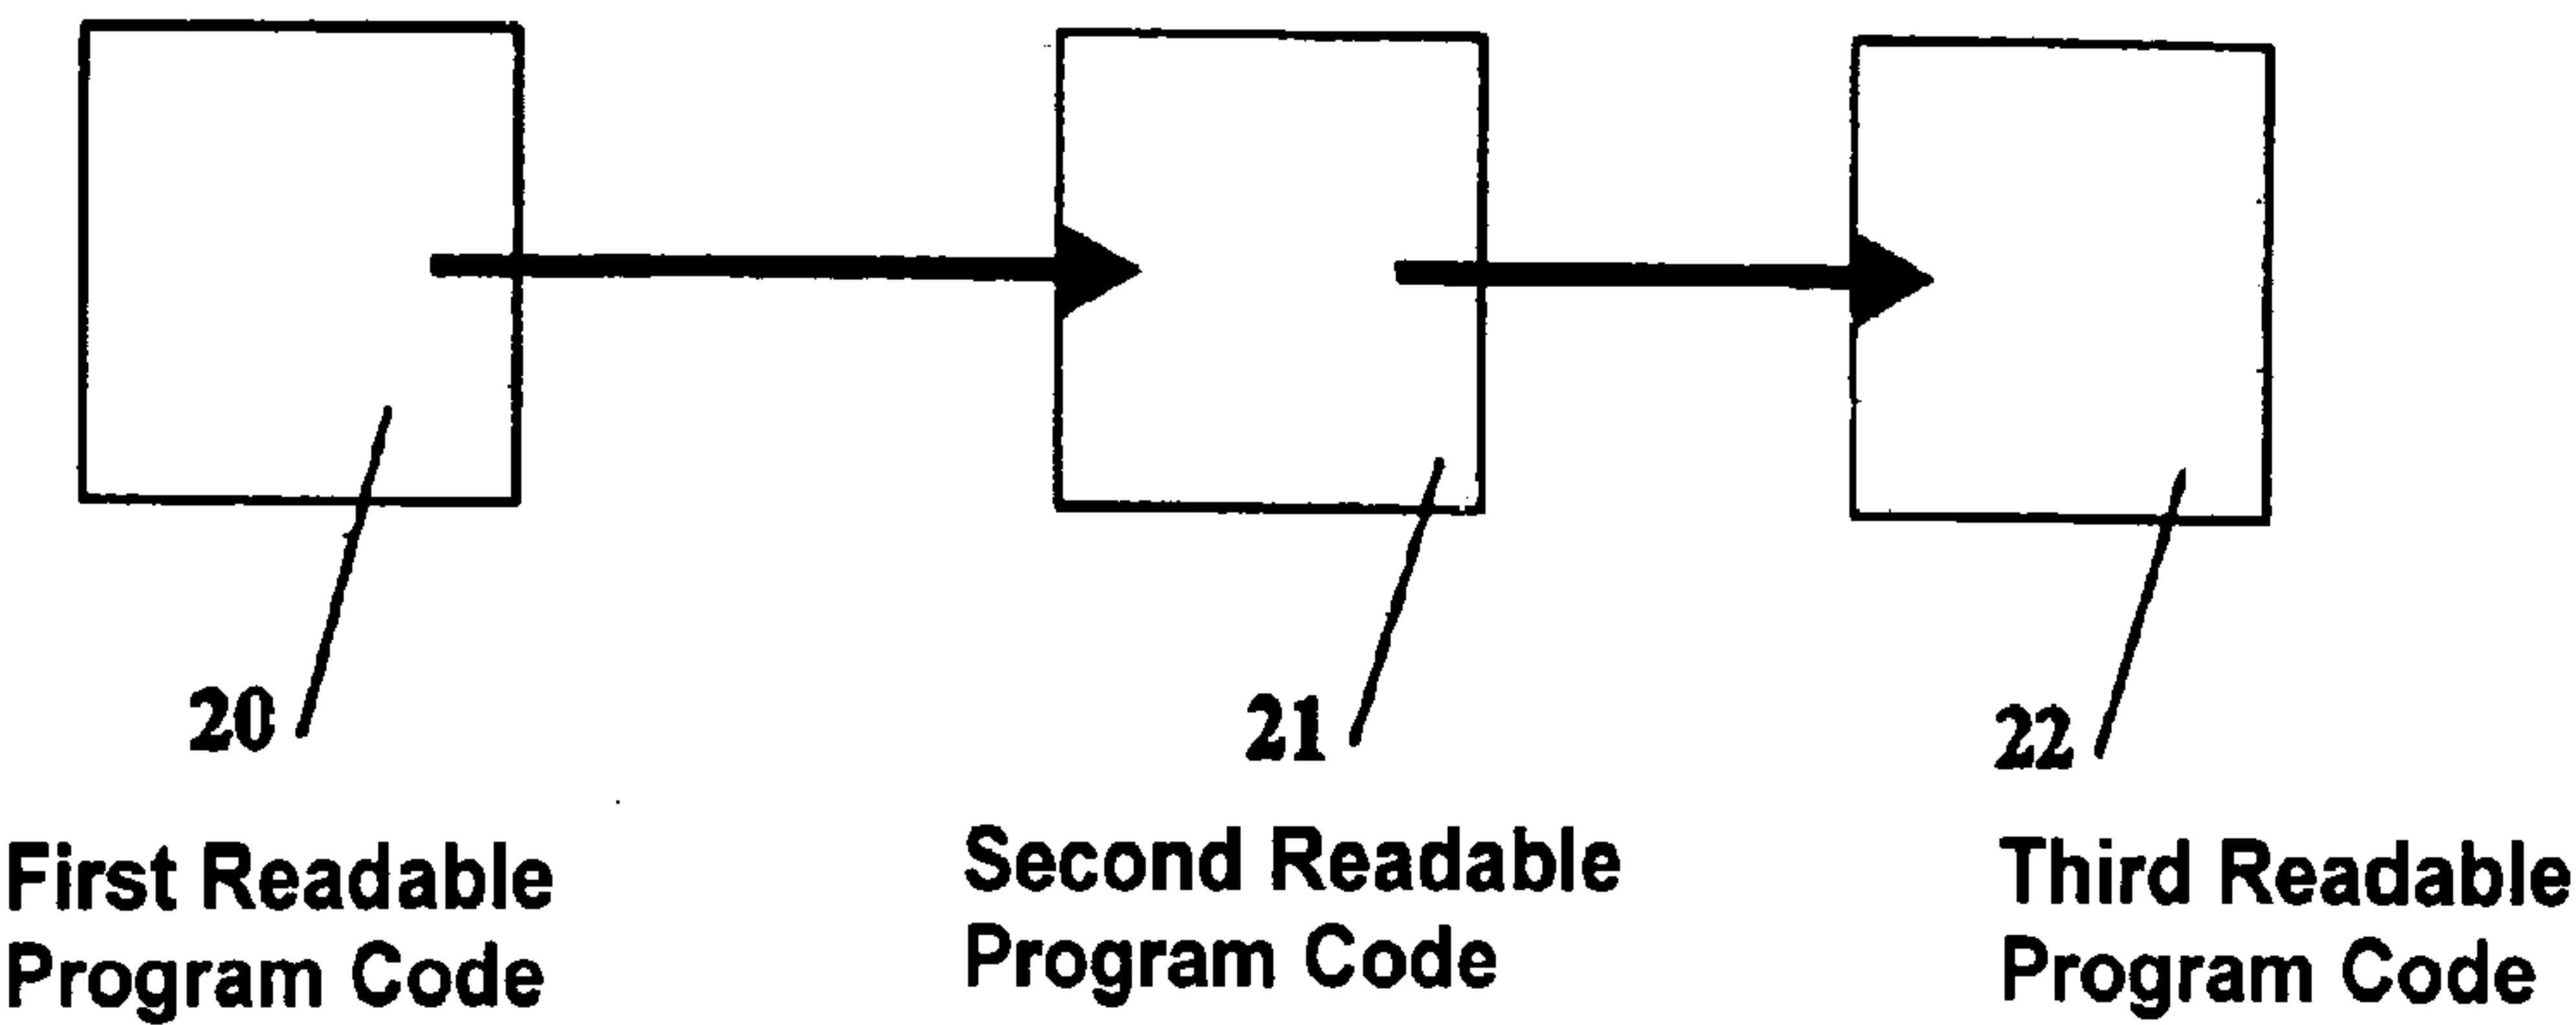 20
21
22
First Readable
Program Code
Second Readable
Program Code
Third Readable
Program Code